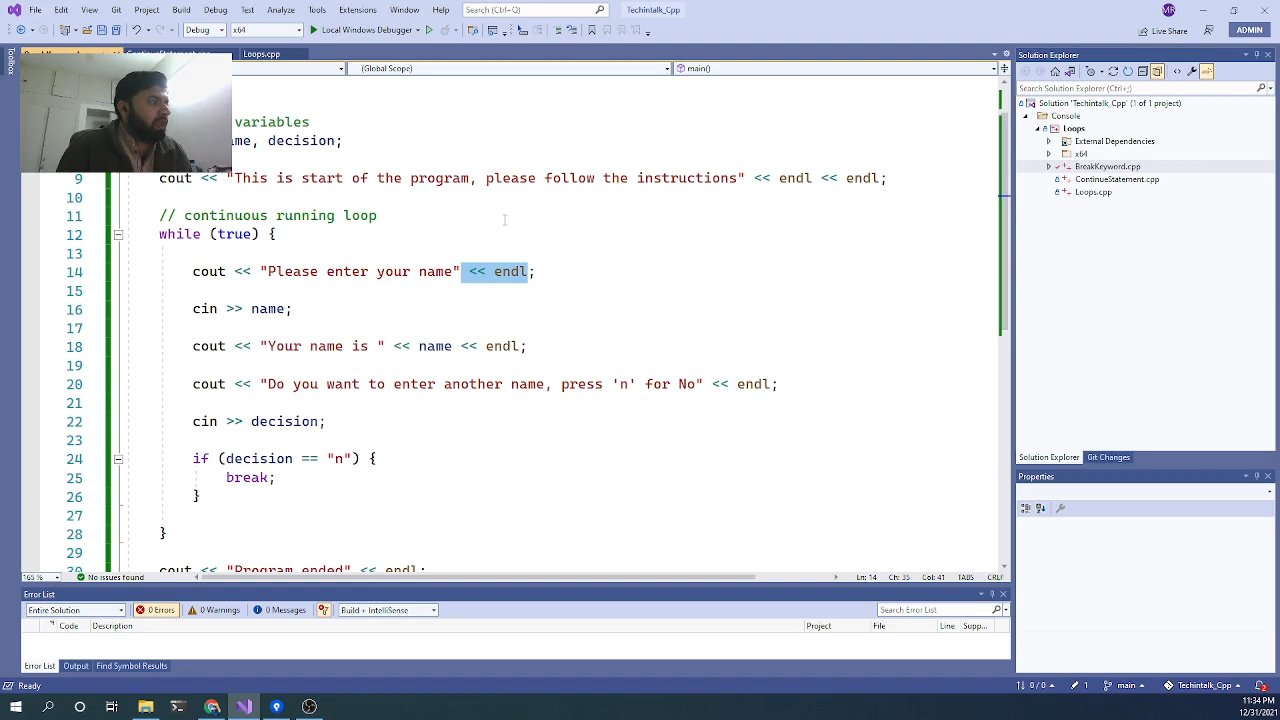 File Edit View Git Project Build Debug Test Analyze Tools Extensions Window Help Search (Ctrl+Q) Techintalk_Cpp MR
Debug x64 Local Windows Debugger Live Share ADMIN
Loops.cpp Solution Explorer
(Global Scope) main()
Toolbox
Search Solution Explorer (Ctrl+;)
Solution 'Techintalk_Cpp' (1 of 1 project)
Console
Loops
External Dependencies
x64
BreakKeyword.cpp
ContinueStatement.cpp
Loops.cpp
variables
me, decision;
9 cout << "This is start of the program, please follow the instructions" << endl << endl;
10
11 // continuous running loop
12 while (true) {
13
14 cout << "Please enter your name" << endl;
15
16 cin >> name;
17
18 cout << "Your name is " << name << endl;
19
20 cout << "Do you want to enter another name, press 'n' for No" << endl;
21
22 cin >> decision;
23
24 if (decision == "n") {
25 break;
26 }
27
28 }
29
30 cout << "Program ended" << endl;
Solution Explorer Git Changes
Properties
165 % No issues found Ln: 14 Ch: 35 Col: 41 TABS CRLF
Error List
Entire Solution 0 Errors 0 Warnings 0 Messages Build + IntelliSense Search Error List
Code Description Project File Line Supp...
Error List Output Find Symbol Results
Ready 0 / 0 1 main Techintalk_Cpp 2
11:34 PM
12/31/2021